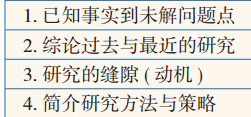 1. 已知事实到未解问题点
2. 综论过去与最近的研究
3. 研究的缝隙 ( 动机 )
4. 简介研究方法与策略